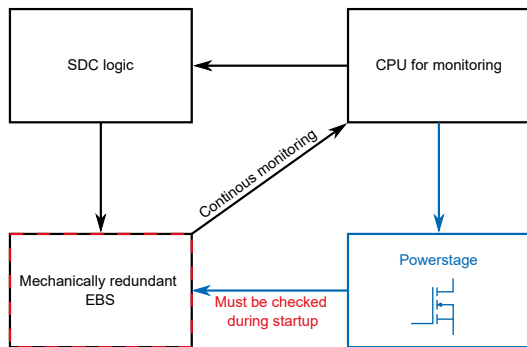 SDC logic
CPU for monitoring
Continous monitoring
Mechanically redundant
EBS
Must be checked
during startup
Powerstage